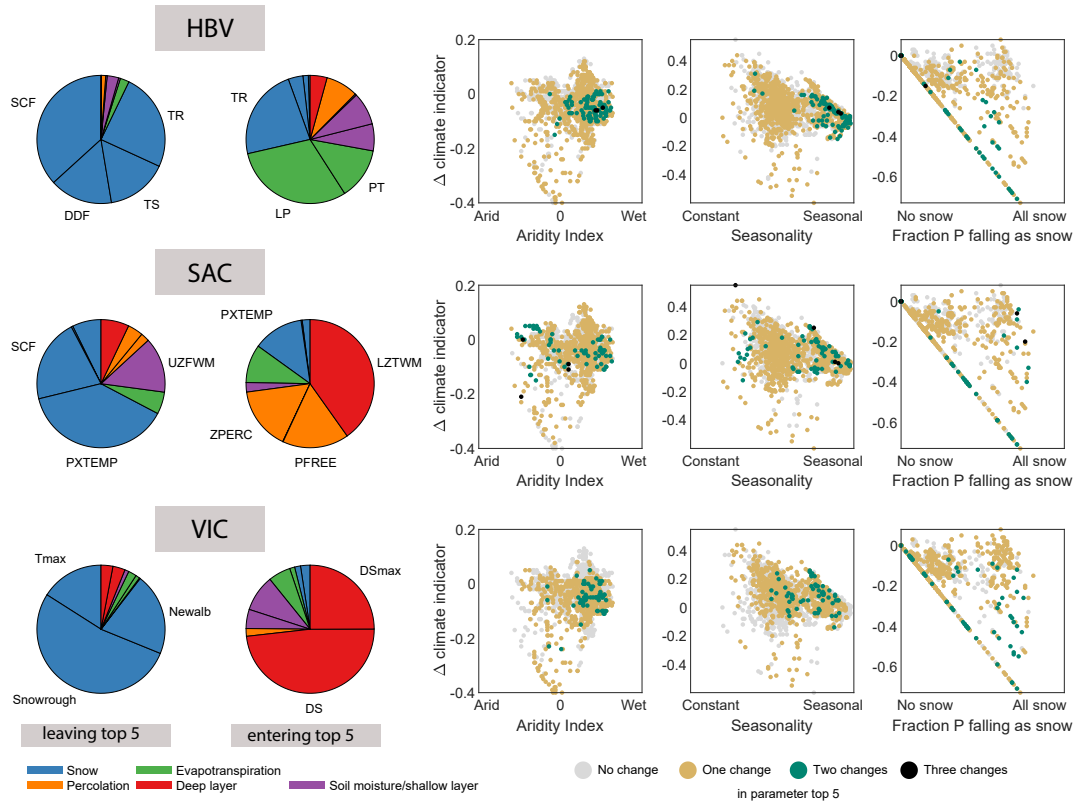 HBV
SCF
TR
DDF
TS
TR
LP
PT
Δ climate indicator
0.2
0
-0.2
-0.4
Arid
0
Wet
Aridity Index
0.4
0.2
0
-0.2
-0.4
Constant
Seasonal
Seasonality
0
-0.2
-0.4
-0.6
No snow
All snow
Fraction P falling as snow
SAC
SCF
UZFWM
PXTEMP
PXTEMP
LZTWM
ZPERC
PFREE
Δ climate indicator
0.2
0
-0.2
-0.4
Arid
0
Wet
Aridity Index
0.4
0.2
0
-0.2
-0.4
Constant
Seasonal
Seasonality
0
-0.2
-0.4
-0.6
No snow
All snow
Fraction P falling as snow
VIC
Tmax
Newalb
Snowrough
DSmax
DS
Δ climate indicator
0.2
0
-0.2
-0.4
Arid
0
Wet
Aridity Index
0.4
0.2
0
-0.2
-0.4
Constant
Seasonal
Seasonality
0
-0.2
-0.4
-0.6
No snow
All snow
Fraction P falling as snow
leaving top 5
entering top 5
Snow
Evapotranspiration
Percolation
Deep layer
Soil moisture/shallow layer
No change
One change
Two changes
Three changes
in parameter top 5